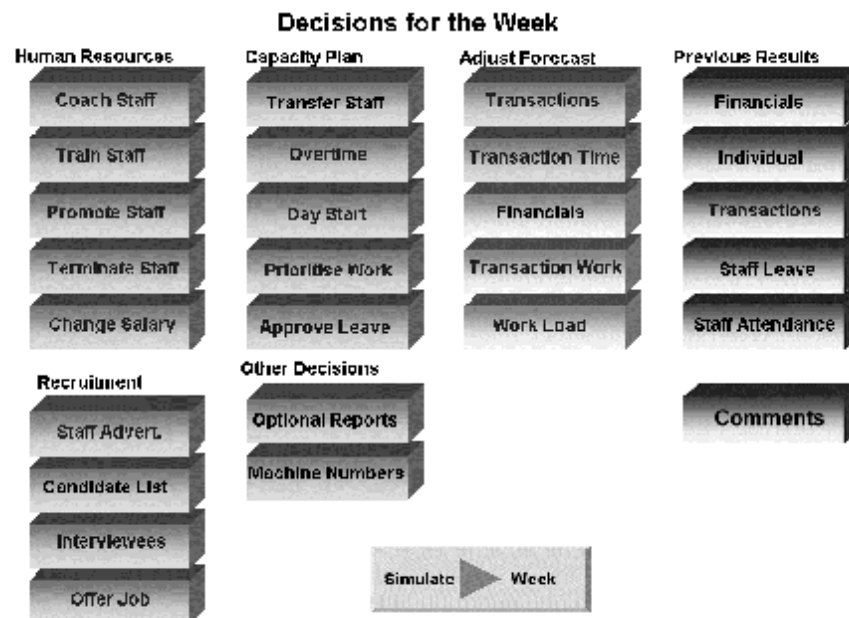 Decisions for the Week
Human Resources
Coach Staff
Train Staff
Promote Staff
Terminate Staff
Change Salary
Recruitment
Staff Advert.
Candidate List
Interviewees
Offer Job
Capacity Plan
Transfer Staff
Overtime
Day Start
Prioritise Work
Approve Leave
Other Decisions
Optional Reports
Machine Numbers
Adjust Forecast
Transactions
Transaction Time
Financials
Transaction Work
Work Load
Previous Results
Financials
Individual
Transactions
Staff Leave
Staff Attendance
Comments
Simulate Week